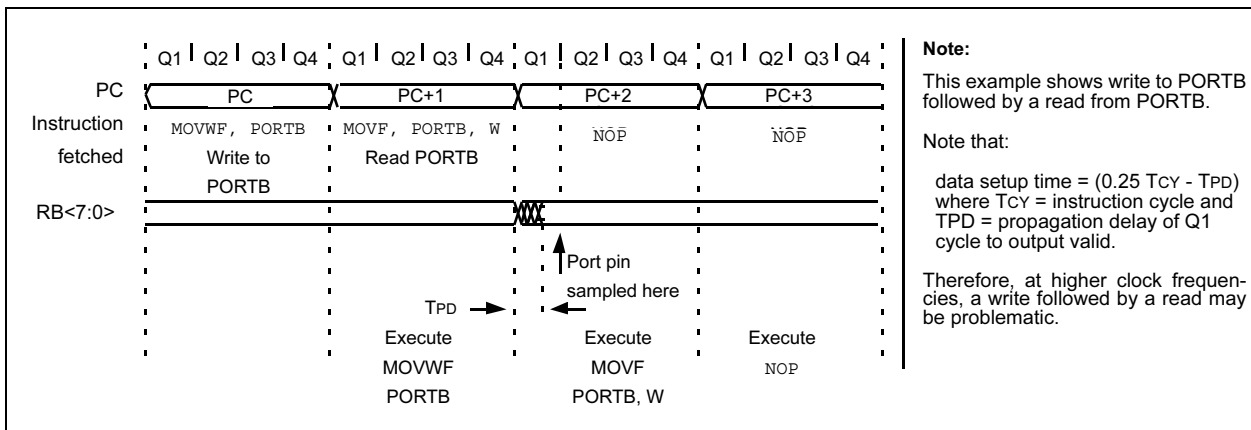 Q1 Q2 Q3 Q4 Q1 Q2 Q3 Q4 Q1 Q2 Q3 Q4 Q1 Q2 Q3 Q4
PC PC PC+1 PC+2 PC+3
Instruction
fetched
MOVWF, PORTB MOVF, PORTB, W NOP NOP
Write to
PORTB
Read PORTB
RB<7:0>
Port pin
sampled here
TPD
Execute
MOVWF
PORTB
Execute
MOVF
PORTB, W
Execute
NOP
Note:
This example shows write to PORTB
followed by a read from PORTB.
Note that:
data setup time = (0.25 TCY - TPD)
where TCY = instruction cycle and
TPD = propagation delay of Q1
cycle to output valid.
Therefore, at higher clock frequen-
cies, a write followed by a read may
be problematic.